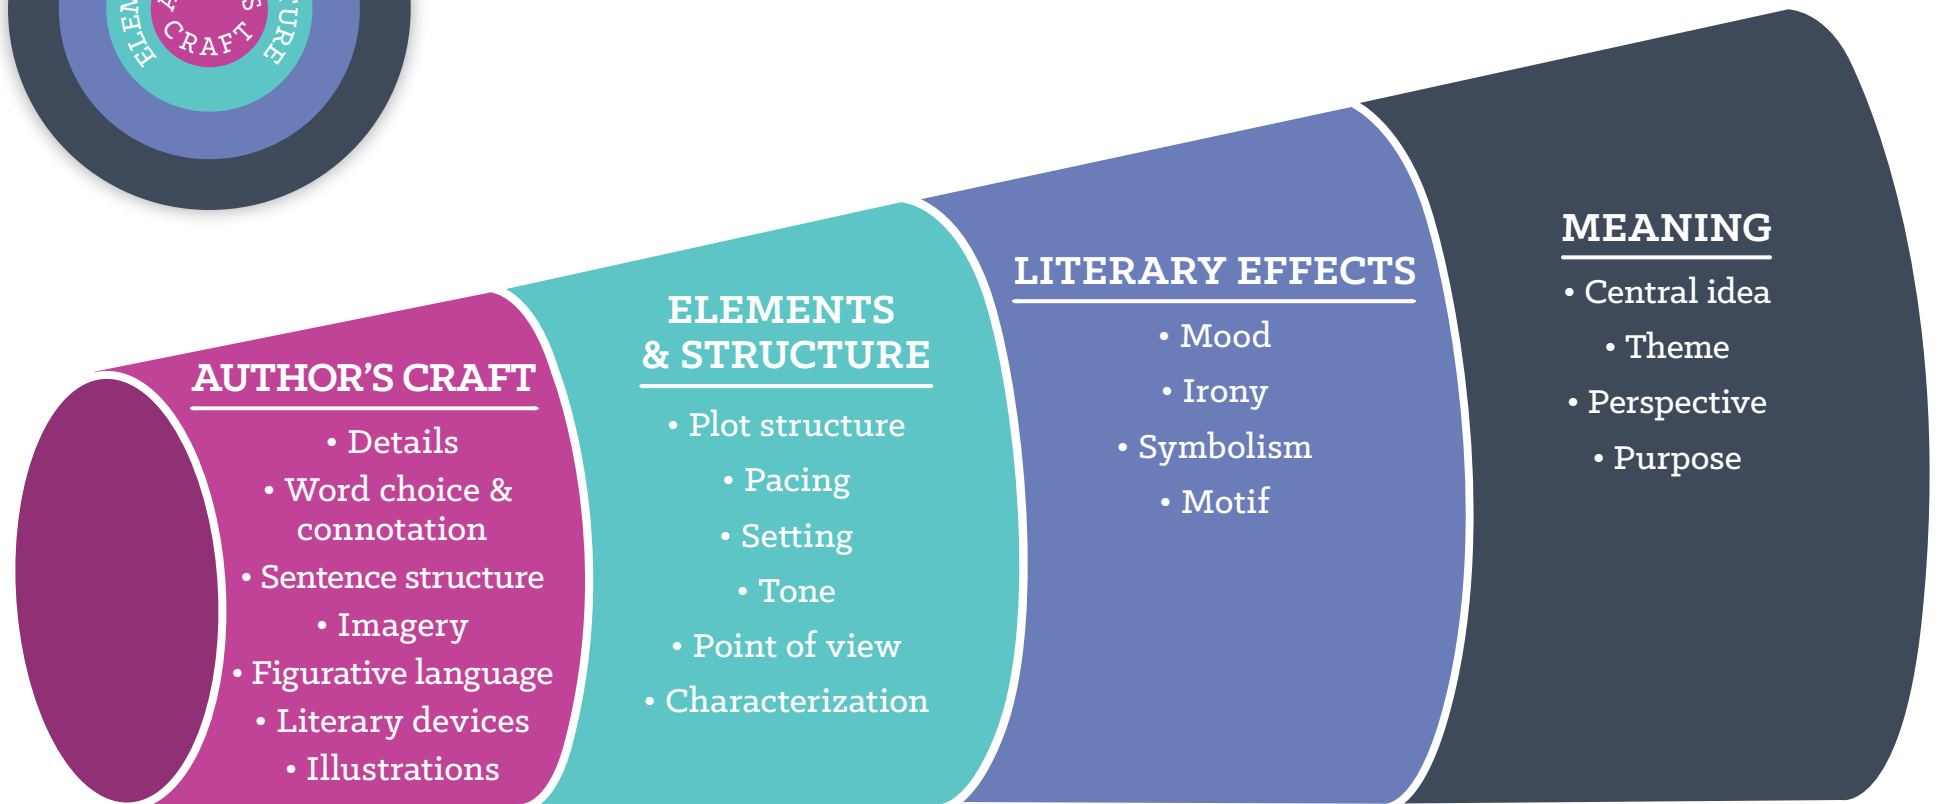 CRAFT
AUTHOR’S CRAFT
• Details
• Word choice &
connotation
• Sentence structure
• Imagery
• Figurative language
• Literary devices
• Illustrations
ELEMENTS
& STRUCTURE
• Plot structure
• Pacing
• Setting
• Tone
• Point of view
• Characterization
LITERARY EFFECTS
• Mood
• Irony
• Symbolism
• Motif
MEANING
• Central idea
• Theme
• Perspective
• Purpose